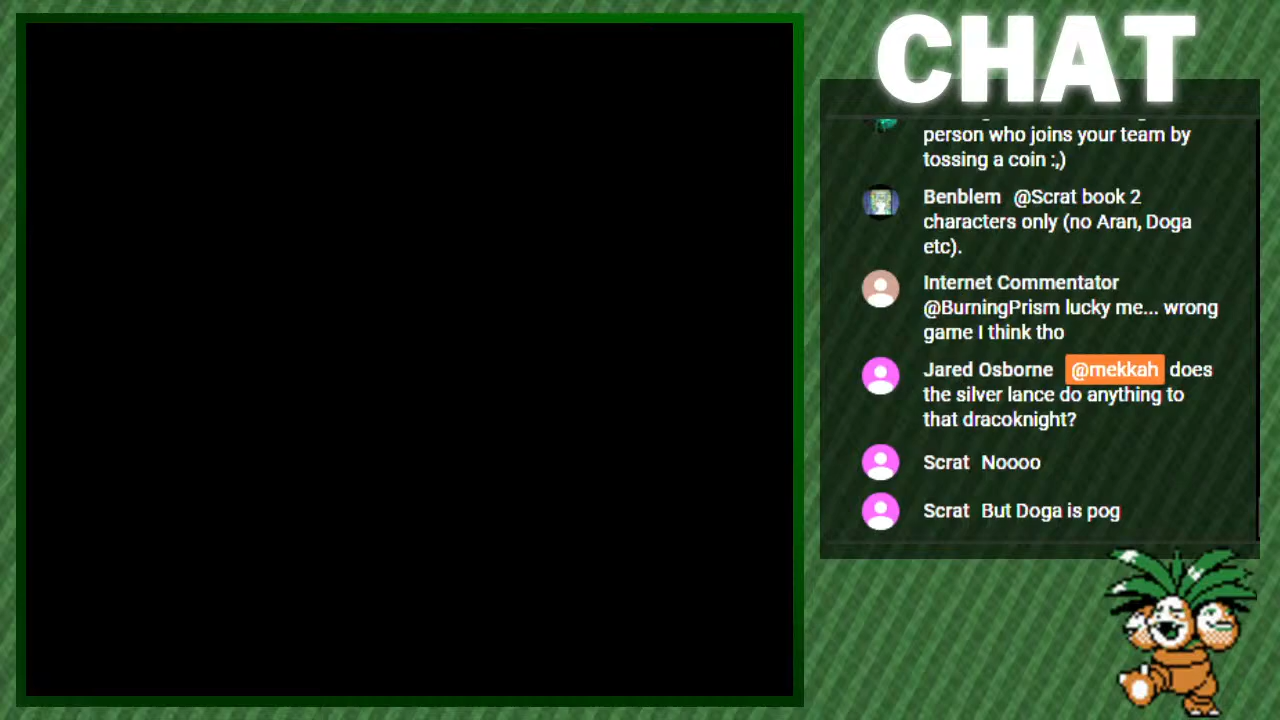 CHAT
person who joins your team by
tossing a coin :,)
Benblem @Scrat book 2
characters only (no Aran, Doga
etc).
Internet Commentator
@BurningPrism lucky me... wrong
game I think tho
Jared Osborne @mekkah does
the silver lance do anything to
that dracoknight?
Scrat Noooo
Scrat But Doga is pog